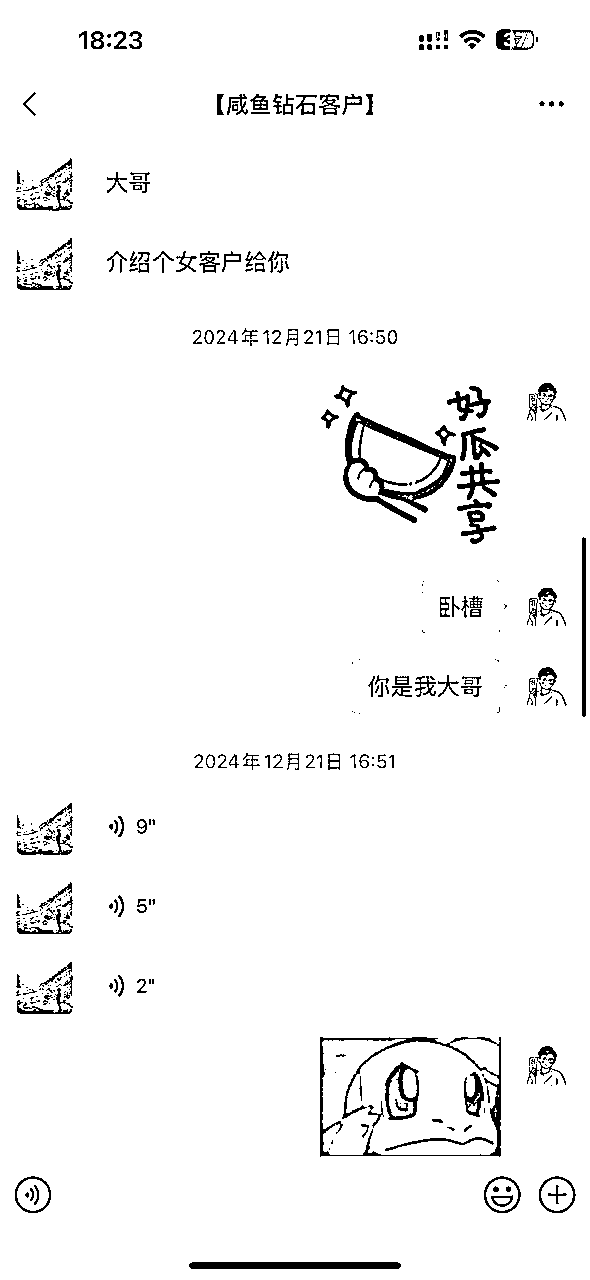 18:23
37
【咸鱼钻石客户】
大哥
介绍个女客户给你
2024年12月21日 16:50
好瓜共享
卧槽
你是我大哥
2024年12月21日 16:51
9"
5"
2"